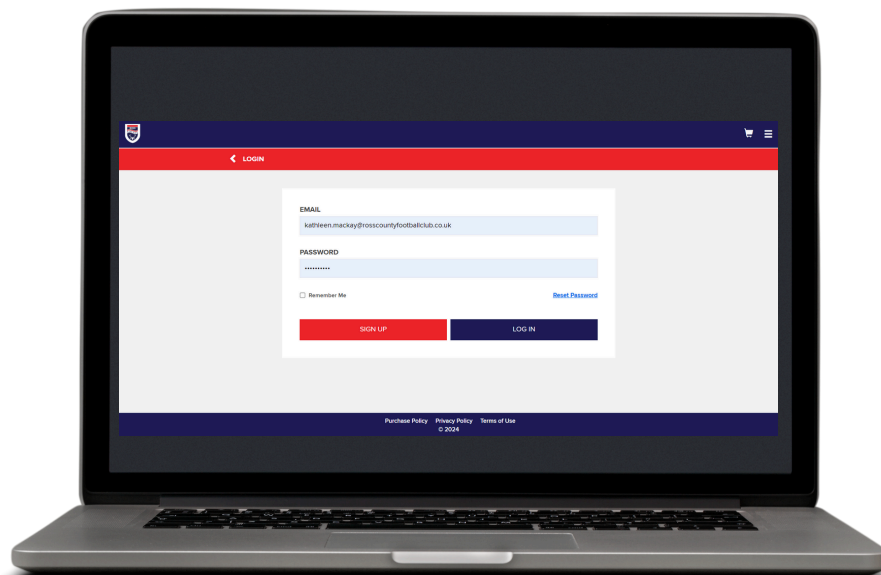 LOGIN
EMAIL
kathleen.mackay@rosscountyfootballclub.co.uk
PASSWORD
••••••••••
Remember Me
Reset Password
SIGN UP
LOG IN
Purchase Policy Privacy Policy Terms of Use
© 2024